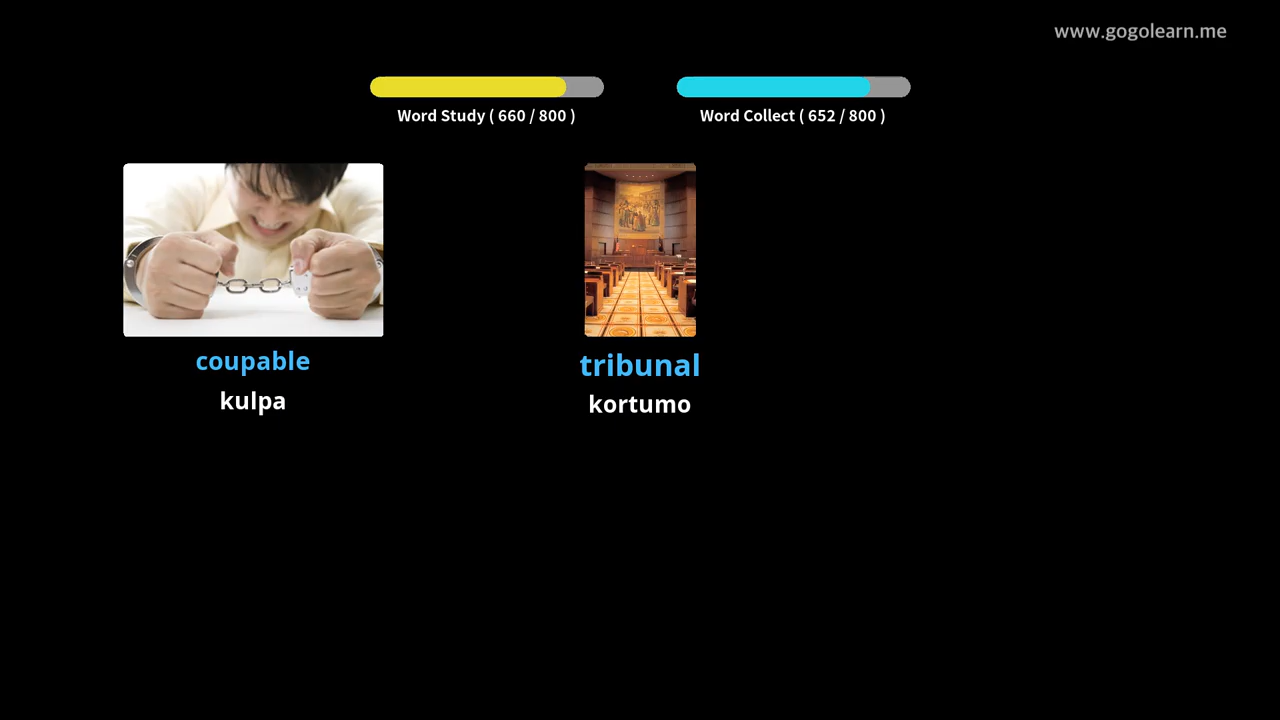 www.gogolearn.me
Word Study ( 660 / 800 )
Word Collect ( 652 / 800 )
coupable
kulpa
tribunal
kortumo